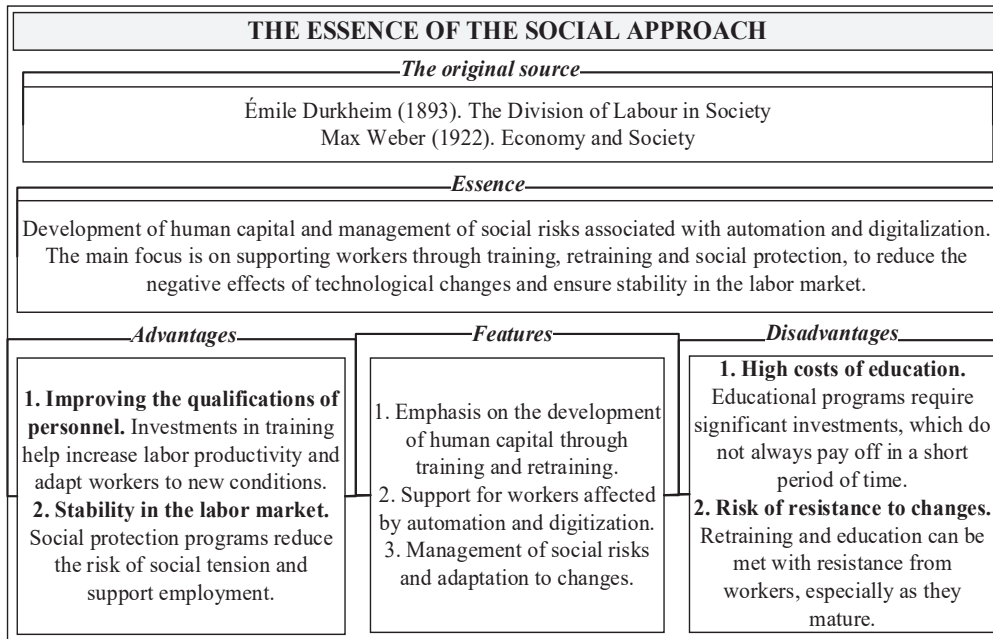 THE ESSENCE OF THE SOCIAL APPROACH
The original source
Émile Durkheim (1893). The Division of Labour in Society
Max Weber (1922). Economy and Society
Essence
Development of human capital and management of social risks associated with automation and digitalization.
The main focus is on supporting workers through training, retraining and social protection, to reduce the
negative effects of technological changes and ensure stability in the labor market.
Advantages
1. Improving the qualifications of
personnel. Investments in training
help increase labor productivity and
adapt workers to new conditions.
2. Stability in the labor market.
Social protection programs reduce
the risk of social tension and
support employment.
Features
1. Emphasis on the development
of human capital through
training and retraining.
2. Support for workers affected
by automation and digitization.
3. Management of social risks
and adaptation to changes.
Disadvantages
1. High costs of education.
Educational programs require
significant investments, which do
not always pay off in a short
period of time.
2. Risk of resistance to changes.
Retraining and education can be
met with resistance from
workers, especially as they
mature.